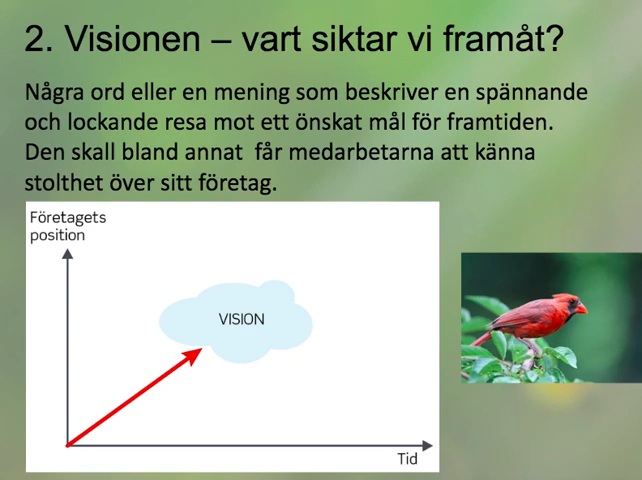 2. Visionen – vart siktar vi framåt?
Några ord eller en mening som beskriver en spännande
och lockande resa mot ett önskat mål för framtiden.
Den skall bland annat  får medarbetarna att känna
stolthet över sitt företag.
Företagets
position
VISION
Tid